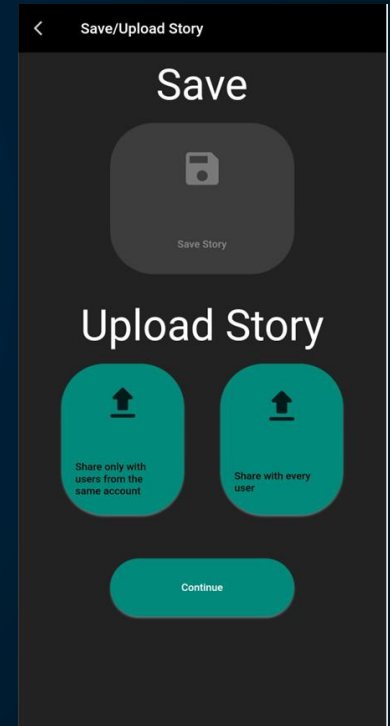 Save/Upload Story
Save
Save Story
Upload Story
Share only with
users from the
same account
Share with every
user
Continue